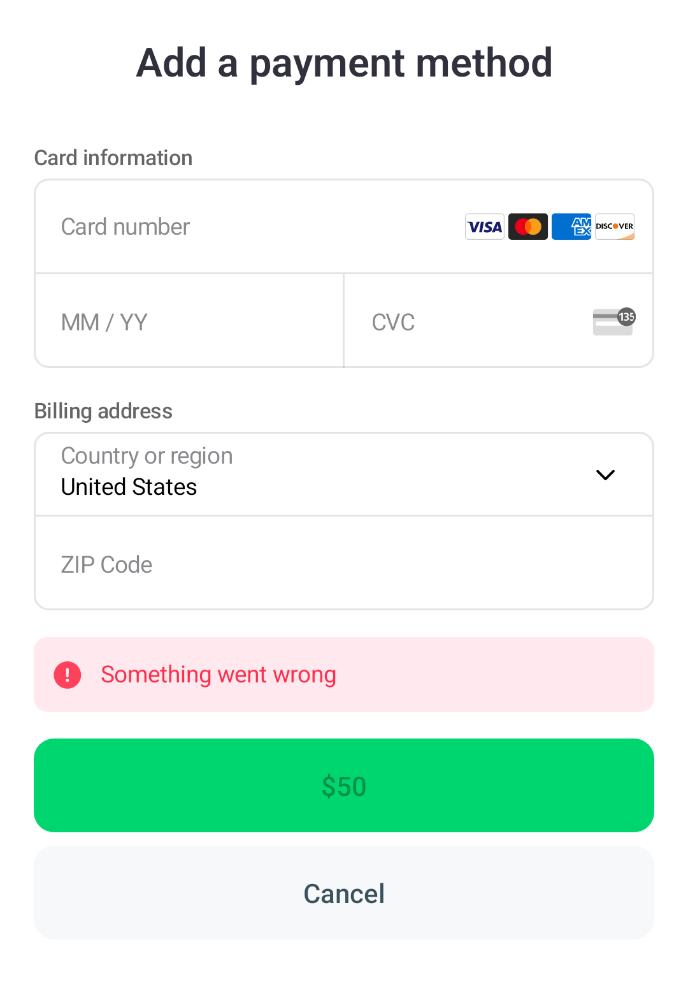 Add a payment method
Card information
Card number
VISA
AM
EX
DISCOVER
MM / YY
CVC
135
Billing address
Country or region
United States
ZIP Code
Something went wrong
$50
Cancel